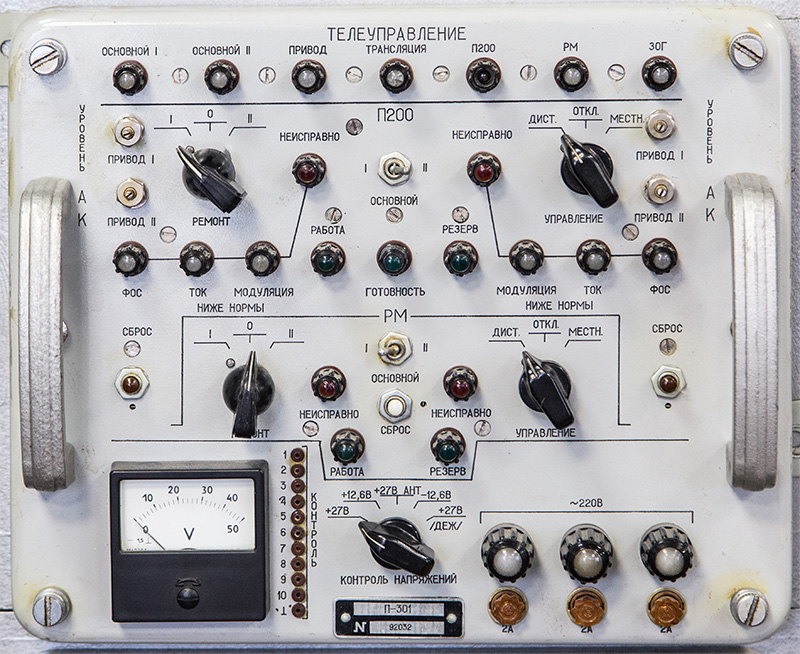 ТЕЛЕУПРАВЛЕНИЕ
ОСНОВНОЙ I ОСНОВНОЙ II ПРИВОД ТРАНСЛЯЦИЯ П200 РМ ЗОГ
П200
УРОВЕНЬ АК
ПРИВОД I
ПРИВОД II
I О II
РЕМОНТ
НЕИСПРАВНО
I II
ОСНОВНОЙ
НЕИСПРАВНО
ДИСТ. ОТКЛ. МЕСТН.
УПРАВЛЕНИЕ
УРОВЕНЬ АК
ПРИВОД I
ПРИВОД II
РАБОТА РЕЗЕРВ
ФОС ТОК МОДУЛЯЦИЯ ГОТОВНОСТЬ МОДУЛЯЦИЯ ТОК ФОС
НИЖЕ НОРМЫ НИЖЕ НОРМЫ
РМ
СБРОС
I О II
РЕМОНТ
I II
ОСНОВНОЙ
ДИСТ. ОТКЛ. МЕСТН.
УПРАВЛЕНИЕ
СБРОС
НЕИСПРАВНО СБРОС НЕИСПРАВНО
РАБОТА РЕЗЕРВ
0 10 20 30 40 50
V
1
2
3
4
5
6
7
8
9
10
КОНТРОЛЬ
+27В +12,6В +27В АНТ -12,6В +27В
/ДЕЖ/
КОНТРОЛЬ НАПРЯЖЕНИЙ
~220В
2А 2А 2А
П-301
92032